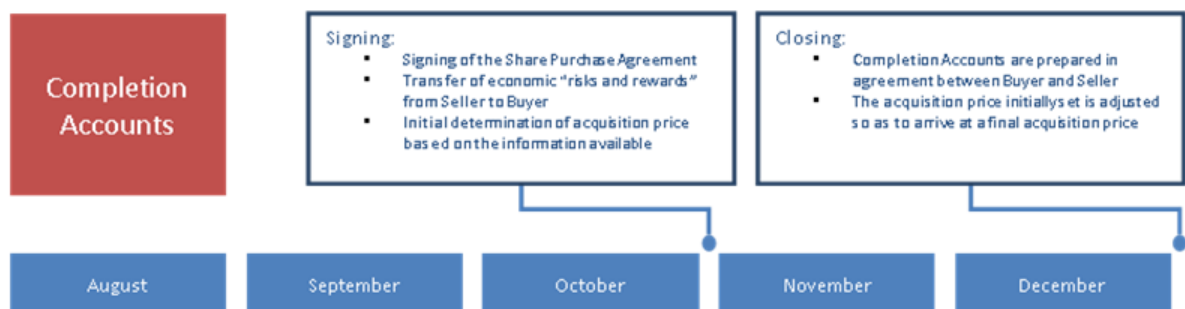 Completion
Accounts
Signing:
▪ Signing of the Share Purchase Agreement
▪ Transfer of economic “risks and rewards”
from Seller to Buyer
▪ Initial determination of acquisition price
based on the information available
Closing:
▪ Completion Accounts are prepared in
agreement between Buyer and Seller
▪ The acquisition price initially set is adjusted
so as to arrive at a final acquisition price
August
September
October
November
December